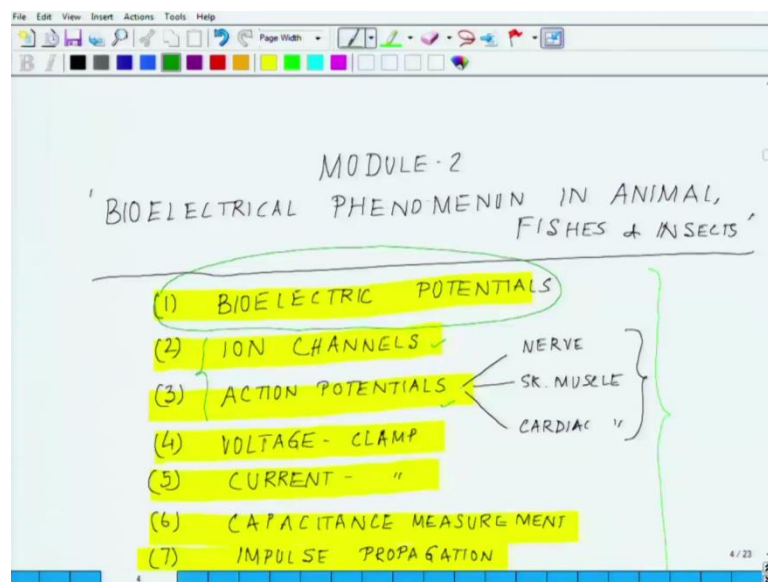 File Edit View Insert Actions Tools Help
Page Width
B I
MODULE-2
'BIOELECTRICAL PHENOMENON IN ANIMAL,
FISHES & INSECTS'
(1) BIOELECTRIC POTENTIALS
(2) ION CHANNELS
(3) ACTION POTENTIALS
NERVE
SK. MUSCLE
CARDIAC "
(4) VOLTAGE - CLAMP
(5) CURRENT - "
(6) CAPACITANCE MEASUREMENT
(7) IMPULSE PROPAGATION
4/23
4